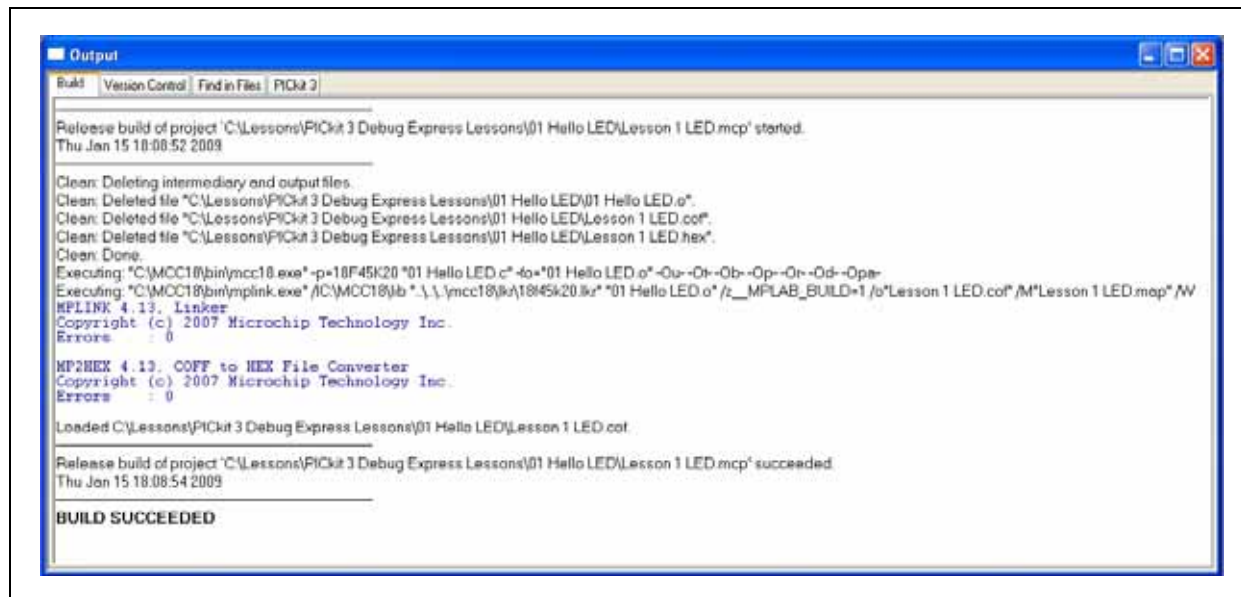 Output
Build Version Control Find in Files PICkit 3
Release build of project 'C:\Lessons\PICkit 3 Debug Express Lessons\01 Hello LED\Lesson 1 LED.mcp' started.
Thu Jan 15 18:08:52 2009
Clean: Deleting intermediary and output files.
Clean: Deleted file "C:\Lessons\PICkit 3 Debug Express Lessons\01 Hello LED\01 Hello LED.o".
Clean: Deleted file "C:\Lessons\PICkit 3 Debug Express Lessons\01 Hello LED\Lesson 1 LED.cof".
Clean: Deleted file "C:\Lessons\PICkit 3 Debug Express Lessons\01 Hello LED\Lesson 1 LED.hex".
Clean: Done.
Executing: "C:\MCC18\bin\mcc18.exe" -p=18F45K20 "01 Hello LED.c" -fo="01 Hello LED.o" -Ou- -Ot- -Ob- -Op- -Or- -Od- -Opa-
Executing: "C:\MCC18\bin\mplink.exe" /lC:\MCC18\lib "..\..\..\mcc18\lkr\18f45k20.lkr" "01 Hello LED.o" /z__MPLAB_BUILD=1 /o"Lesson 1 LED.cof" /M"Lesson 1 LED.map" /W
MPLINK 4.13, Linker
Copyright (c) 2007 Microchip Technology Inc.
Errors : 0
MP2HEX 4.13, COFF to HEX File Converter
Copyright (c) 2007 Microchip Technology Inc.
Errors : 0
Loaded C:\Lessons\PICkit 3 Debug Express Lessons\01 Hello LED\Lesson 1 LED.cof.
Release build of project 'C:\Lessons\PICkit 3 Debug Express Lessons\01 Hello LED\Lesson 1 LED.mcp' succeeded.
Thu Jan 15 18:08:54 2009
BUILD SUCCEEDED